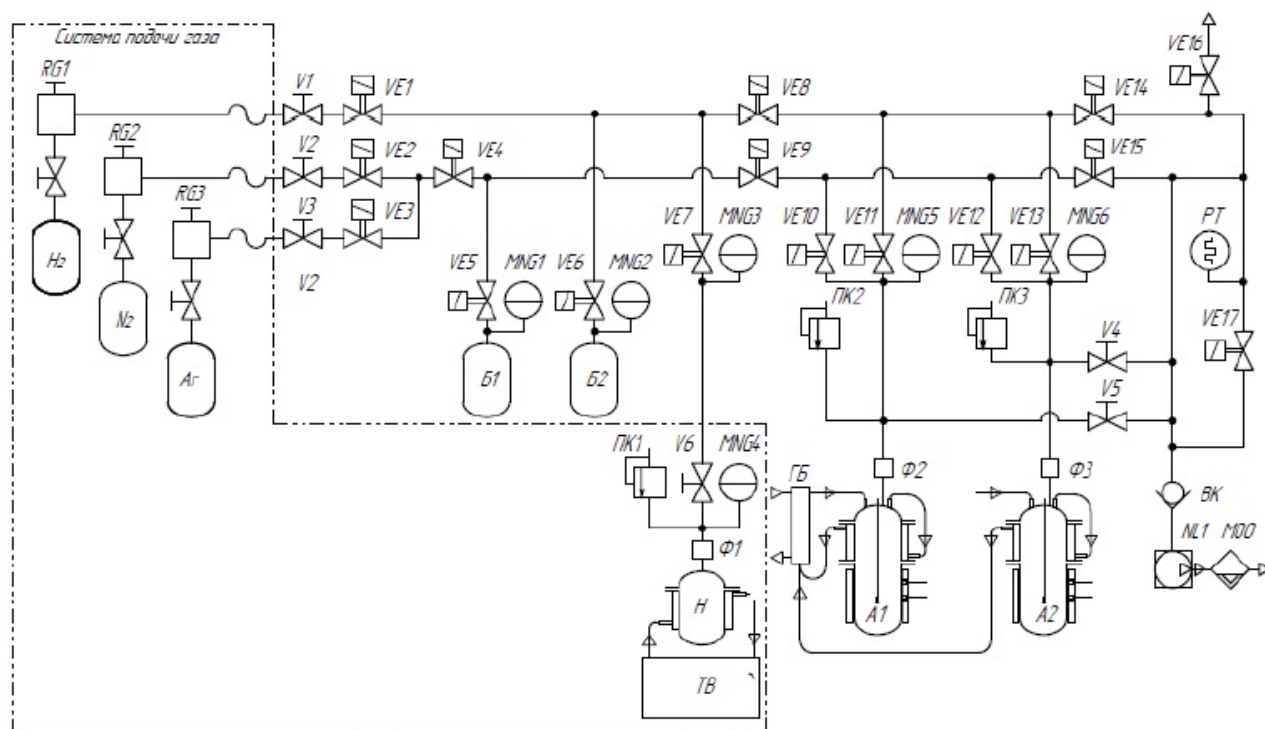 Система подачи газа
RG1
RG2
RG3
V1
V2
V3
V2
VE1
VE2
VE3
VE4
VE8
VE9
VE14
VE15
VE16
H2
N2
Ar
VE5
MNG1
VE6
MNG2
VE7
MNG3
VE10
VE11
MNG5
VE12
VE13
MNG6
РТ
VE17
Б1
Б2
ПК2
ПК3
V4
V5
ПК1
V6
MNG4
ГБ
Ф1
Ф2
Ф3
ВК
NL1
МОО
Н
А1
А2
ТВ